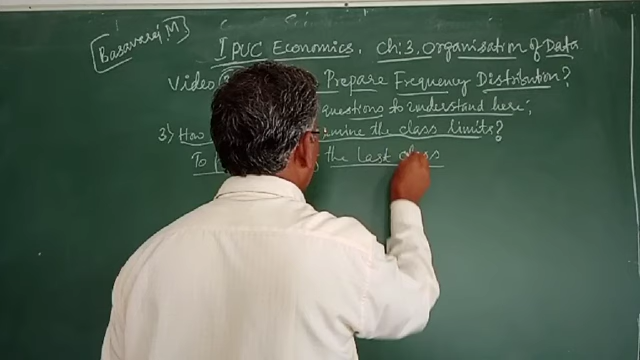 Basavaraj M
I PUC Economics. Ch:3. Organisation of Data
Video Prepare Frequency Distribution?
questions to understand here;
3) How mine the class limits?
To the Last class